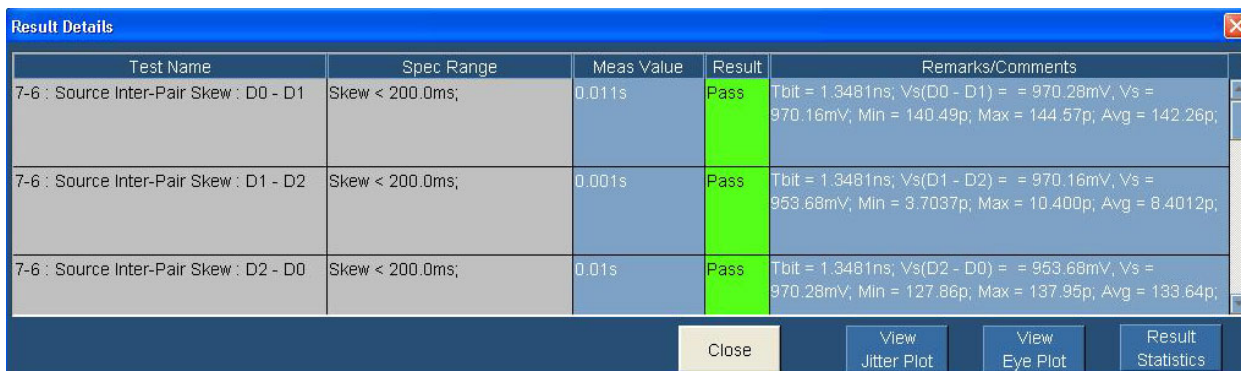 Result Details
Test Name Spec Range Meas Value Result Remarks/Comments
7-6 : Source Inter-Pair Skew : D0 - D1 Skew < 200.0ms; 0.011s Pass Tbit = 1.3481ns; Vs(D0 - D1) = = 970.28mV, Vs =
970.16mV; Min = 140.49p; Max = 144.57p; Avg = 142.26p;
7-6 : Source Inter-Pair Skew : D1 - D2 Skew < 200.0ms; 0.001s Pass Tbit = 1.3481ns; Vs(D1 - D2) = = 970.16mV, Vs =
953.68mV; Min = 3.7037p; Max = 10.400p; Avg = 8.4012p;
7-6 : Source Inter-Pair Skew : D2 - D0 Skew < 200.0ms; 0.01s Pass Tbit = 1.3481ns; Vs(D2 - D0) = = 953.68mV, Vs =
970.28mV; Min = 127.86p; Max = 137.95p; Avg = 133.64p;
Close
View
Jitter Plot
View
Eye Plot
Result
Statistics